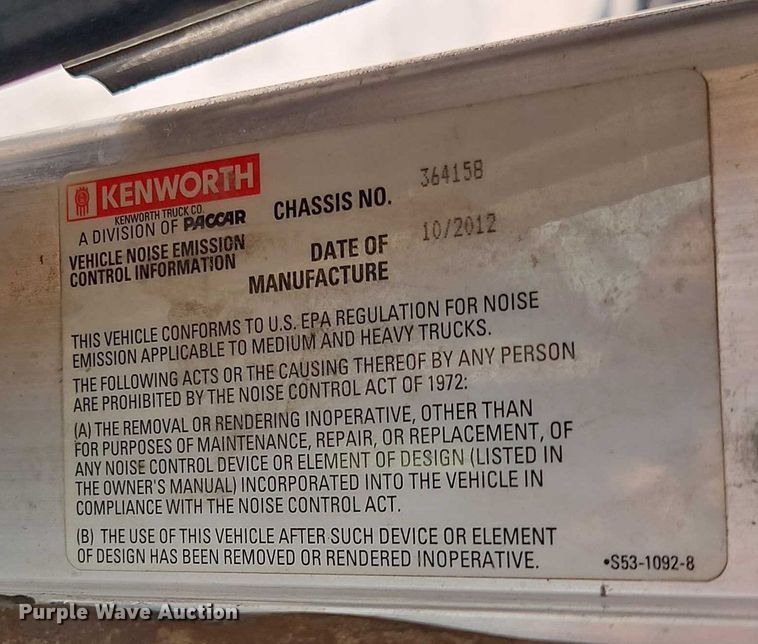 KENWORTH
KENWORTH TRUCK CO.
A DIVISION OF PACCAR
VEHICLE NOISE EMISSION
CONTROL INFORMATION
CHASSIS NO. 364158
DATE OF
MANUFACTURE 10/2012
THIS VEHICLE CONFORMS TO U.S. EPA REGULATION FOR NOISE
EMISSION APPLICABLE TO MEDIUM AND HEAVY TRUCKS.
THE FOLLOWING ACTS OR THE CAUSING THEREOF BY ANY PERSON
ARE PROHIBITED BY THE NOISE CONTROL ACT OF 1972:
(A) THE REMOVAL OR RENDERING INOPERATIVE, OTHER THAN
FOR PURPOSES OF MAINTENANCE, REPAIR, OR REPLACEMENT, OF
ANY NOISE CONTROL DEVICE OR ELEMENT OF DESIGN (LISTED IN
THE OWNER'S MANUAL) INCORPORATED INTO THE VEHICLE IN
COMPLIANCE WITH THE NOISE CONTROL ACT.
(B) THE USE OF THIS VEHICLE AFTER SUCH DEVICE OR ELEMENT
OF DESIGN HAS BEEN REMOVED OR RENDERED INOPERATIVE.
•S53-1092-8
Purple Wave Auction